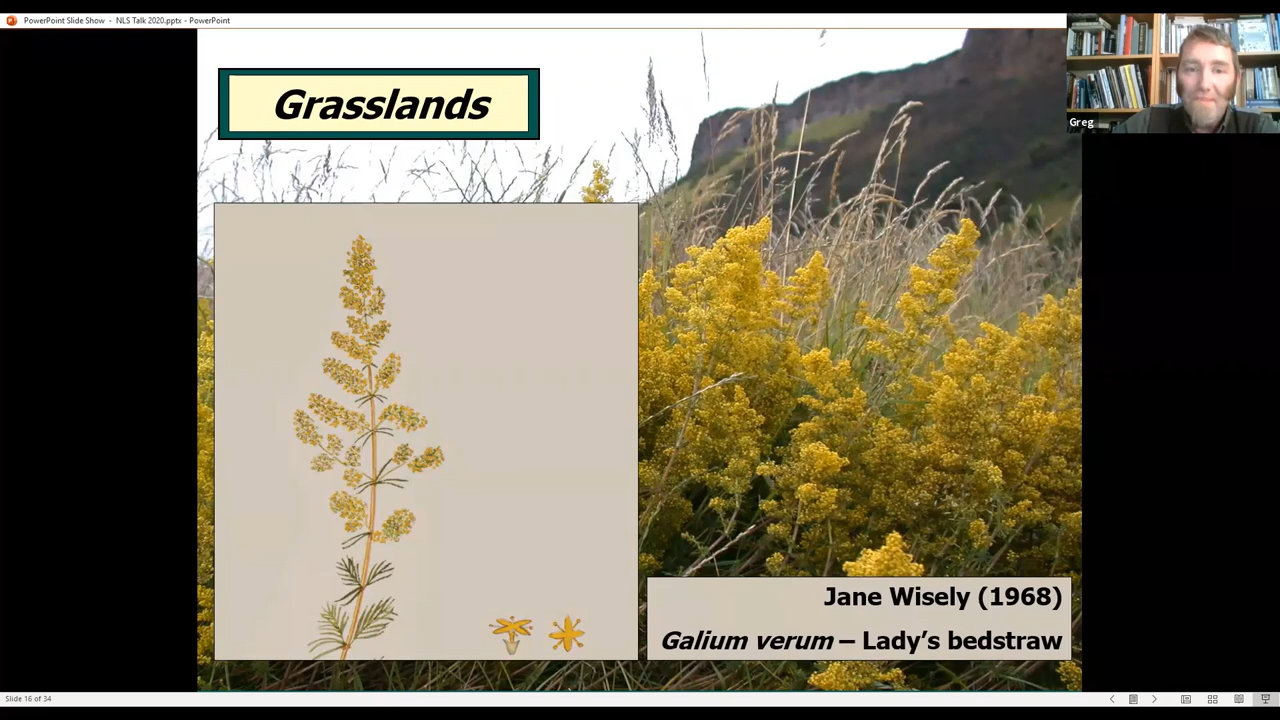 PowerPoint Slide Show - NLS Talk 2020.pptx - PowerPoint
Grasslands
Greg
Jane Wisely (1968)
Galium verum – Lady's bedstraw
Slide 16 of 34